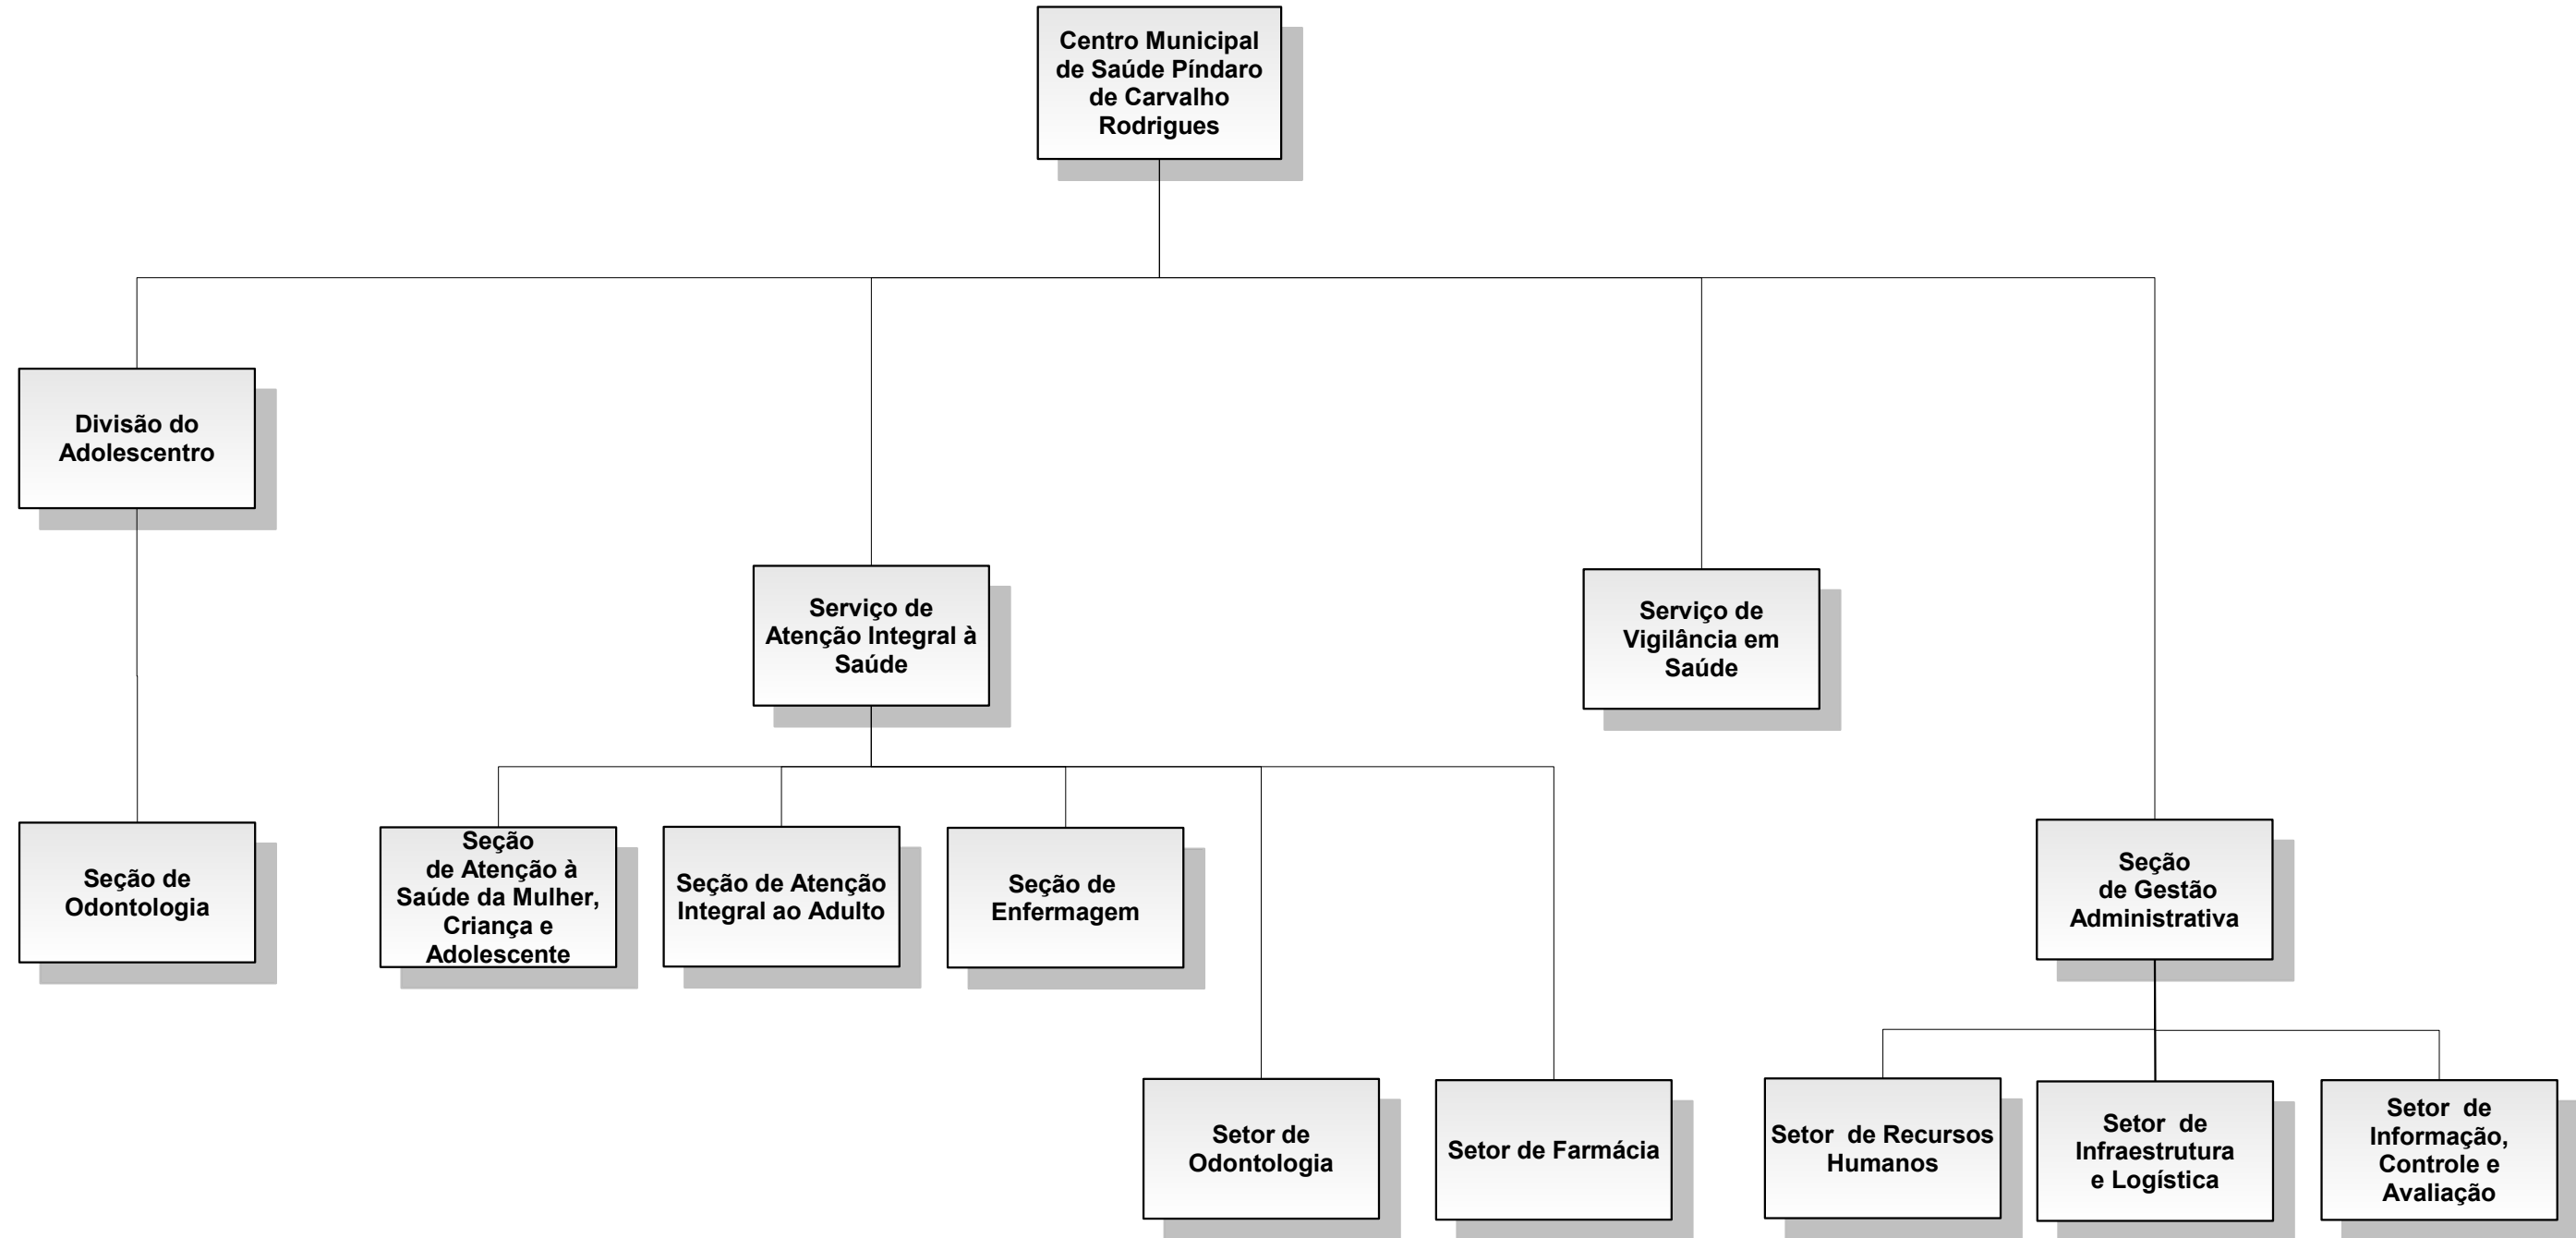 Centro Municipal
de Saúde Píndaro
de Carvalho
Rodrigues
Divisão do
Adolescentro
Serviço de
Atenção Integral à
Saúde
Serviço de
Vigilância em
Saúde
Seção de
Odontologia
Seção
de Atenção à
Saúde da Mulher,
Criança e
Adolescente
Seção de Atenção
Integral ao Adulto
Seção de
Enfermagem
Seção
de Gestão
Administrativa
Setor de
Odontologia
Setor de Farmácia
Setor  de Recursos
Humanos
Setor  de
Infraestrutura
e Logística
Setor  de
Informação,
Controle e
Avaliação